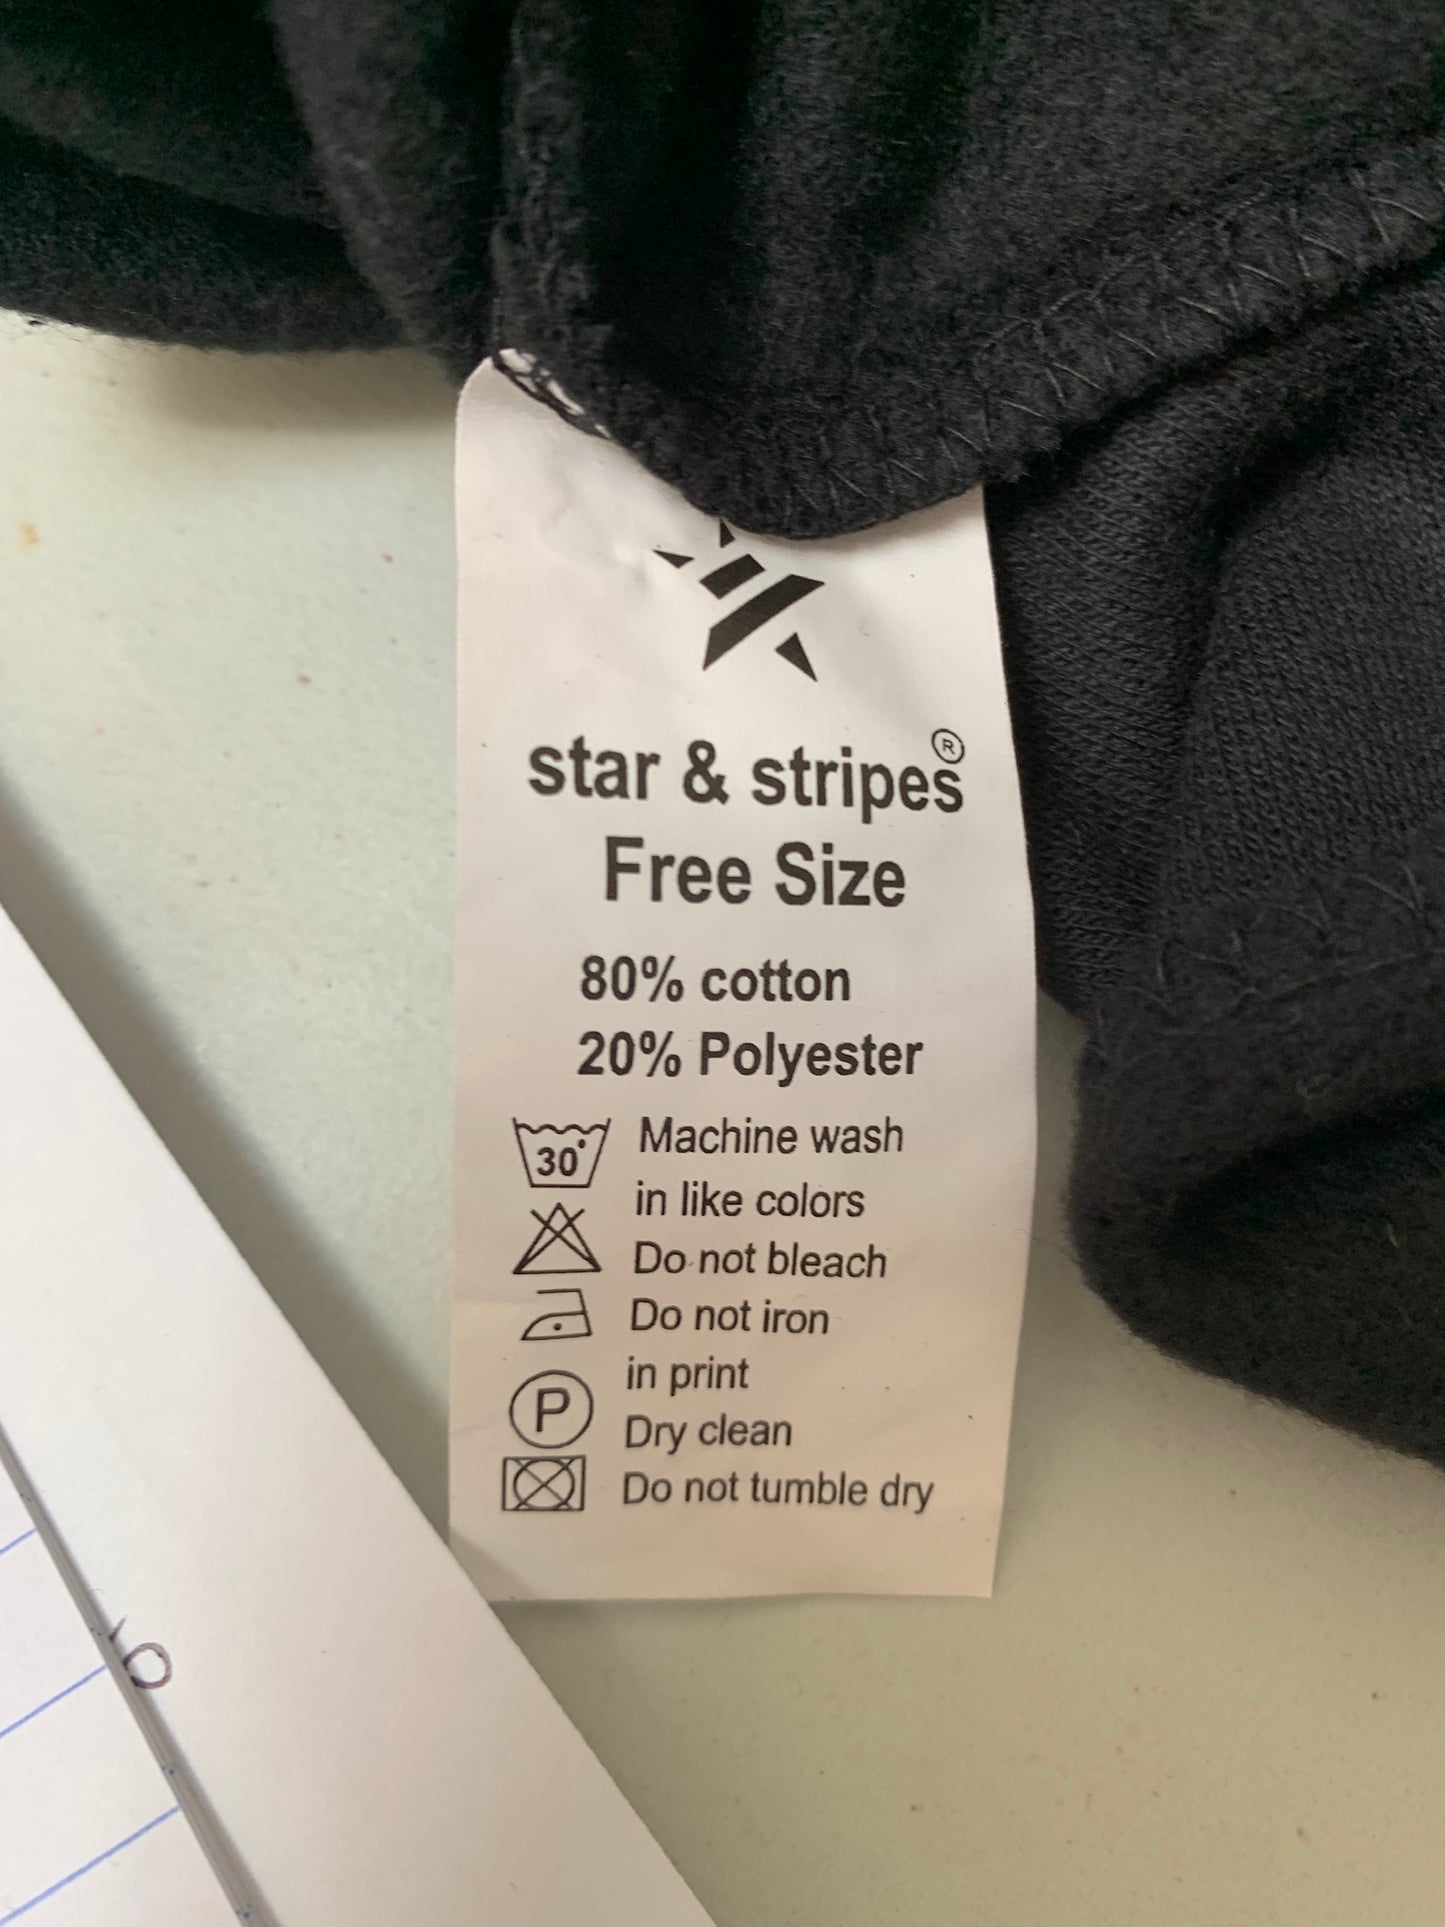 star & stripes®
Free Size
80% cotton
20% Polyester
30° Machine wash
in like colors
Do not bleach
Do not iron
in print
P Dry clean
Do not tumble dry